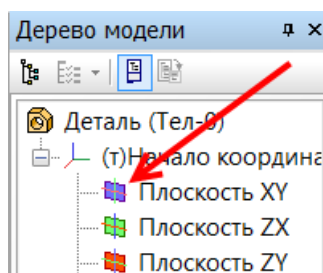 Дерево модели
Деталь (Тел-0)
(т)Начало координа
Плоскость XY
Плоскость ZX
Плоскость ZY